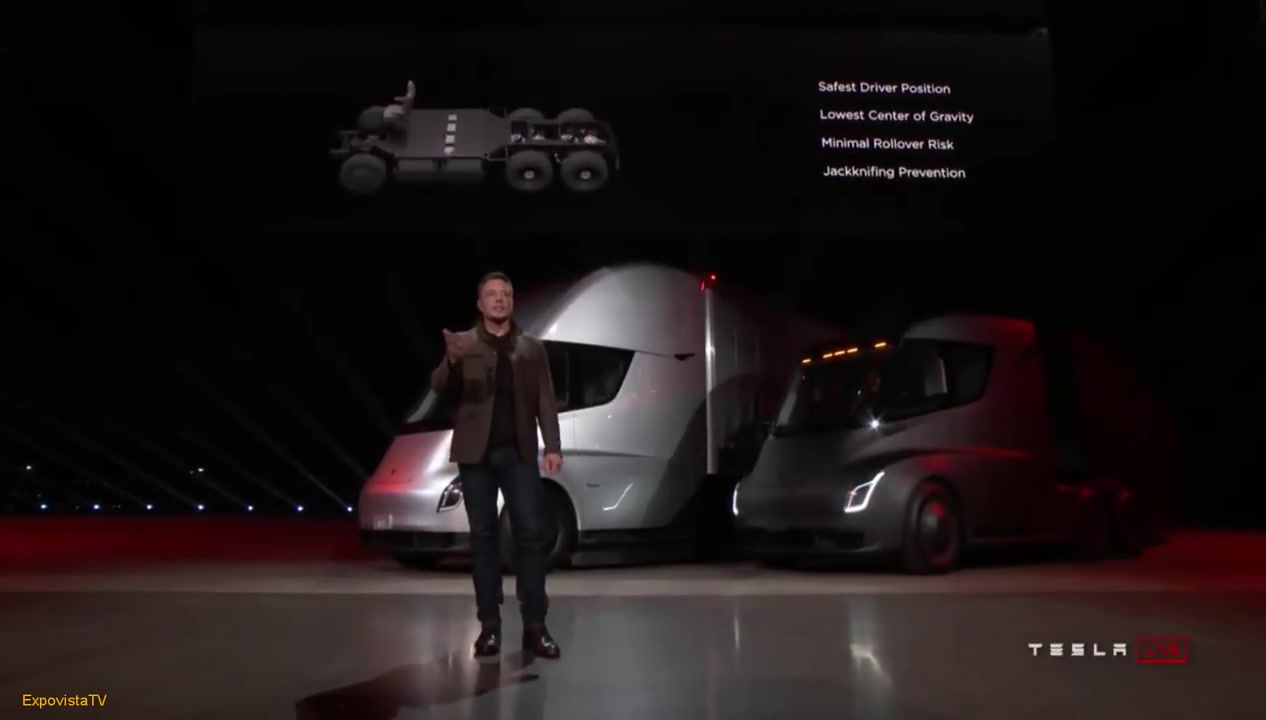 Safest Driver Position
Lowest Center of Gravity
Minimal Rollover Risk
Jackknifing Prevention
TESLA LIVE
ExpovistaTV